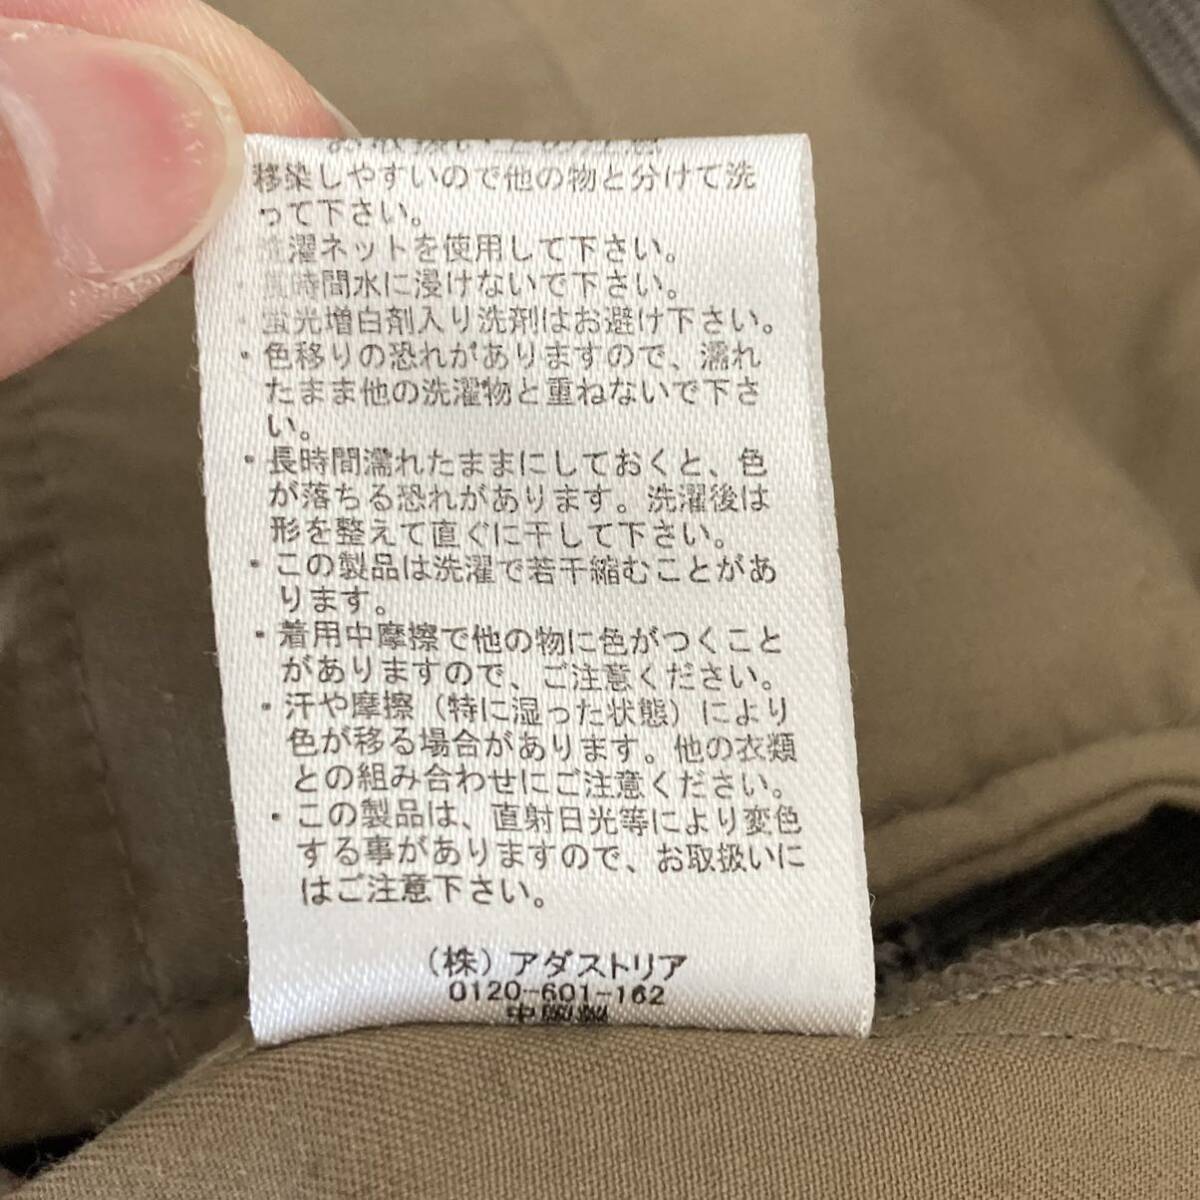 お取扱い上の注意
移染しやすいので他の物と分けて洗
って下さい。
・洗濯ネットを使用して下さい。
・長時間水に浸けないで下さい。
・蛍光増白剤入り洗剤はお避け下さい。
・色移りの恐れがありますので、濡れ
たまま他の洗濯物と重ねないで下さ
い。
・長時間濡れたままにしておくと、色
が落ちる恐れがあります。洗濯後は
形を整えて直ぐに干して下さい。
・この製品は洗濯で若干縮むことがあ
ります。
・着用中摩擦で他の物に色がつくこと
がありますので、ご注意ください。
・汗や摩擦（特に湿った状態）により
色が移る場合があります。他の衣類
との組み合わせにご注意ください。
・この製品は、直射日光等により変色
する事がありますので、お取扱いに
はご注意下さい。
（株）アダストリア
0120-601-162
中国製